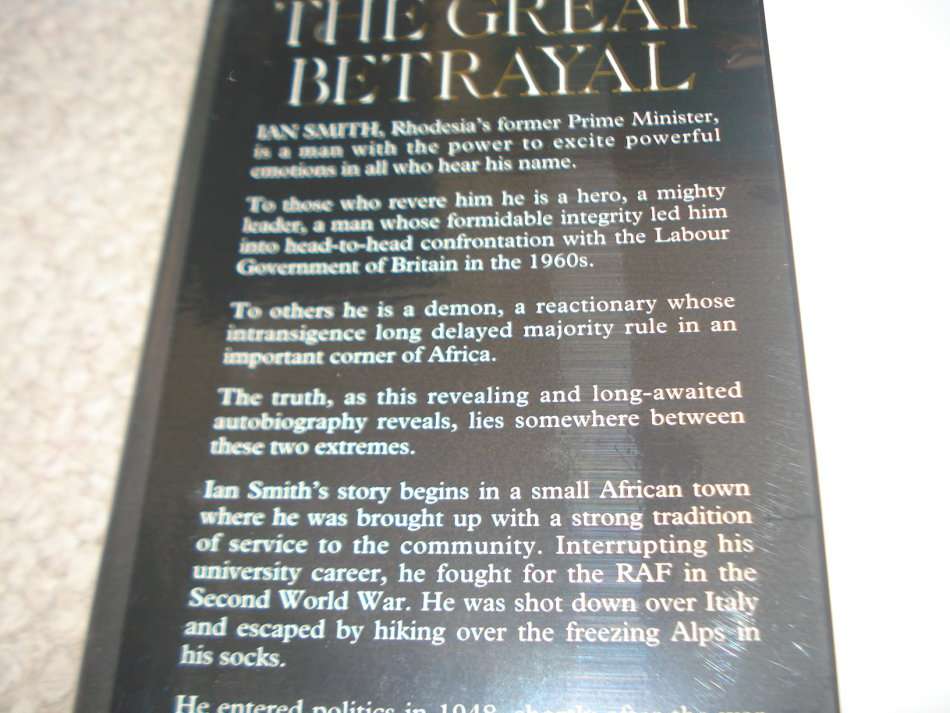 THE GREAT
BETRAYAL
IAN SMITH, Rhodesia's former Prime Minister,
is a man with the power to excite powerful
emotions in all who hear his name.
To those who revere him he is a hero, a mighty
leader, a man whose formidable integrity led him
into head-to-head confrontation with the Labour
Government of Britain in the 1960s.
To others he is a demon, a reactionary whose
intransigence long delayed majority rule in an
important corner of Africa.
The truth, as this revealing and long-awaited
autobiography reveals, lies somewhere between
these two extremes.
Ian Smith's story begins in a small African town
where he was brought up with a strong tradition
of service to the community. Interrupting his
university career, he fought for the RAF in the
Second World War. He was shot down over Italy
and escaped by hiking over the freezing Alps in
his socks.
He entered politics in 1948, shortly after the war